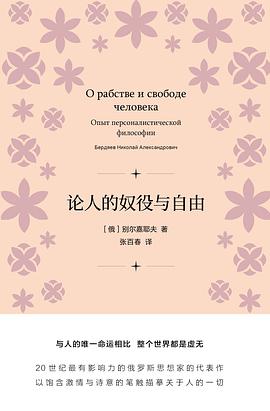 О рабстве и свободе
человека
Опыт персоналистической
философии
Бердяев Николай Александрович
论人的奴役与自由
［俄］别尔嘉耶夫 著
张百春 译
与人的唯一命运相比 整个世界都是虚无
20世纪最有影响力的俄罗斯思想家的代表作
以饱含激情与诗意的笔触描摹关于人的一切